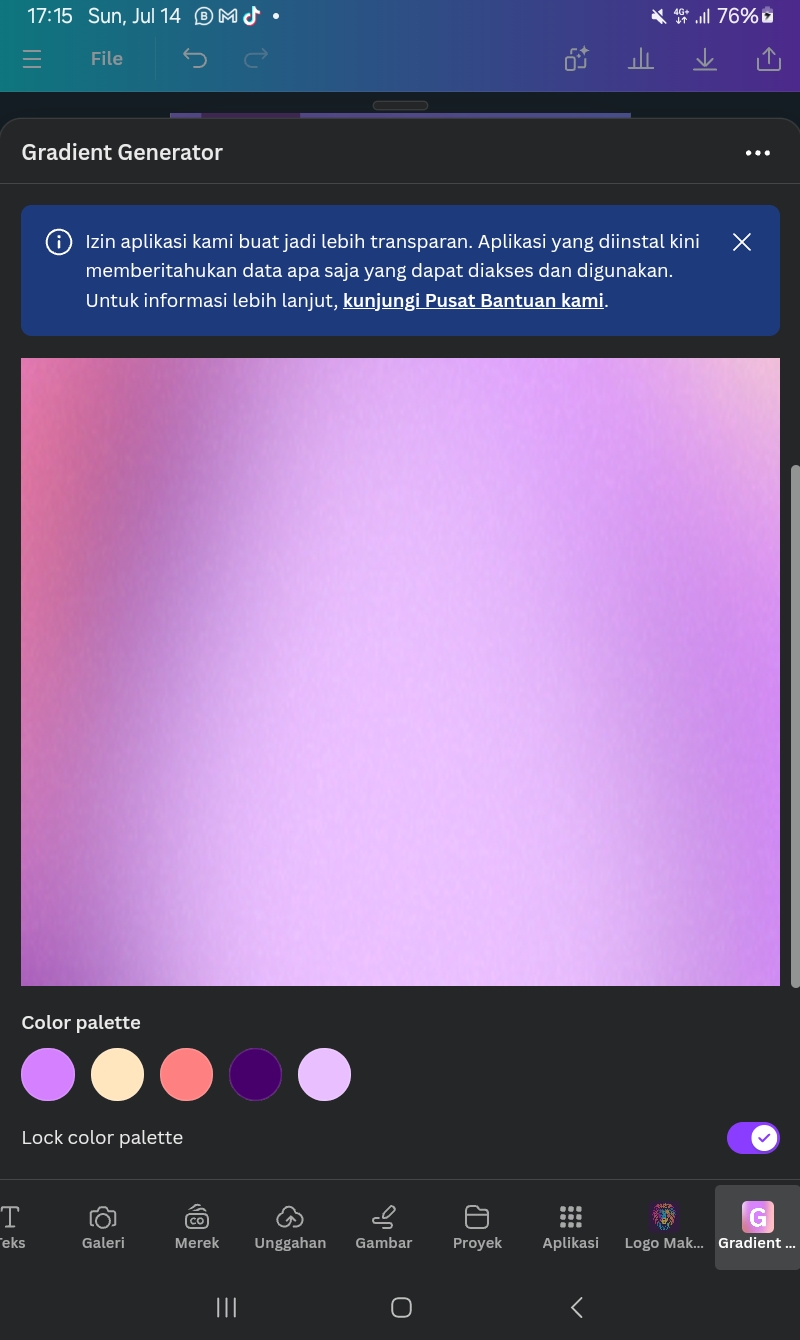 17:15 Sun, Jul 14 76%
File
Gradient Generator
Izin aplikasi kami buat jadi lebih transparan. Aplikasi yang diinstal kini
memberitahukan data apa saja yang dapat diakses dan digunakan.
Untuk informasi lebih lanjut, kunjungi Pusat Bantuan kami.
Color palette
Lock color palette
Teks Galeri Merek Unggahan Gambar Proyek Aplikasi Logo Mak... Gradient ...